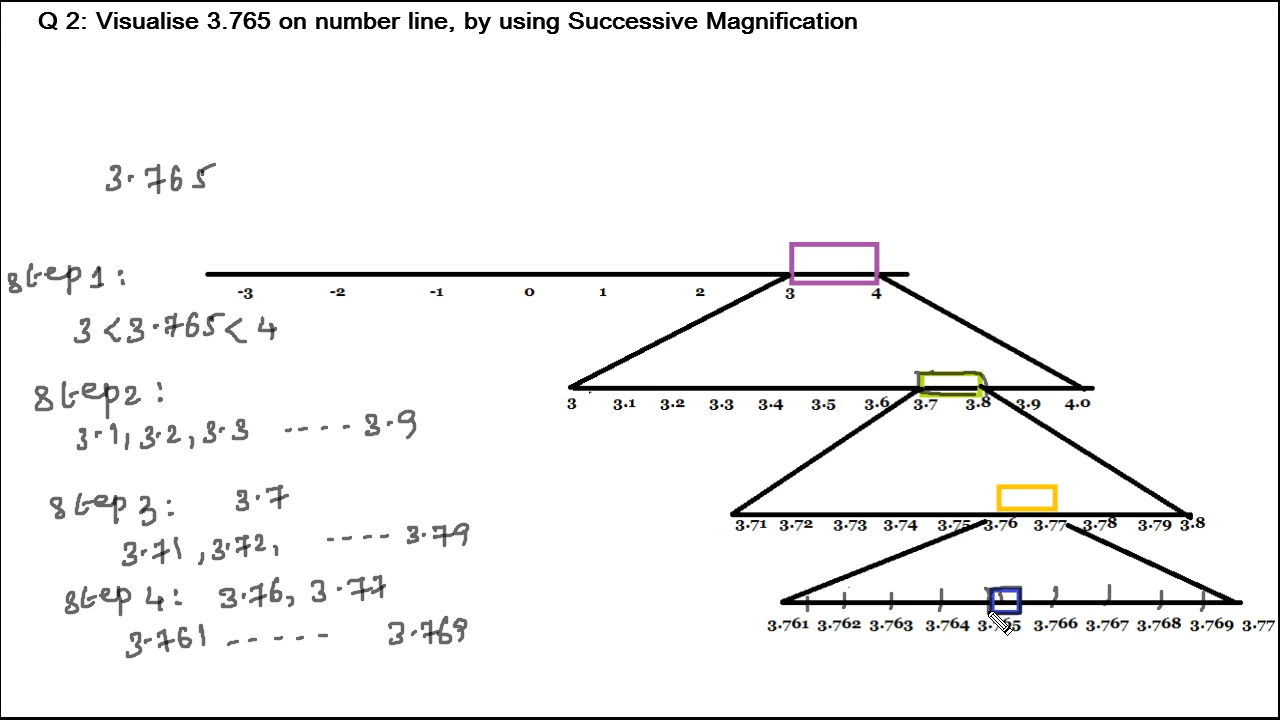 Q 2: Visualise 3.765 on number line, by using Successive Magnification
3.765
step1:
-3 -2 -1 0 1 2 3 4
3 < 3.765 < 4
step2:
3 3.1 3.2 3.3 3.4 3.5 3.6 3.7 3.8 3.9 4.0
3.1, 3.2, 3.3 ---- 3.9
step 3: 3.7
3.71 3.72 3.73 3.74 3.75 3.76 3.77 3.78 3.79 3.8
3.71, 3.72, ---- 3.79
step 4: 3.76, 3.77
3.761 3.762 3.763 3.764 3.765 3.766 3.767 3.768 3.769 3.77
3.761 ----- 3.769